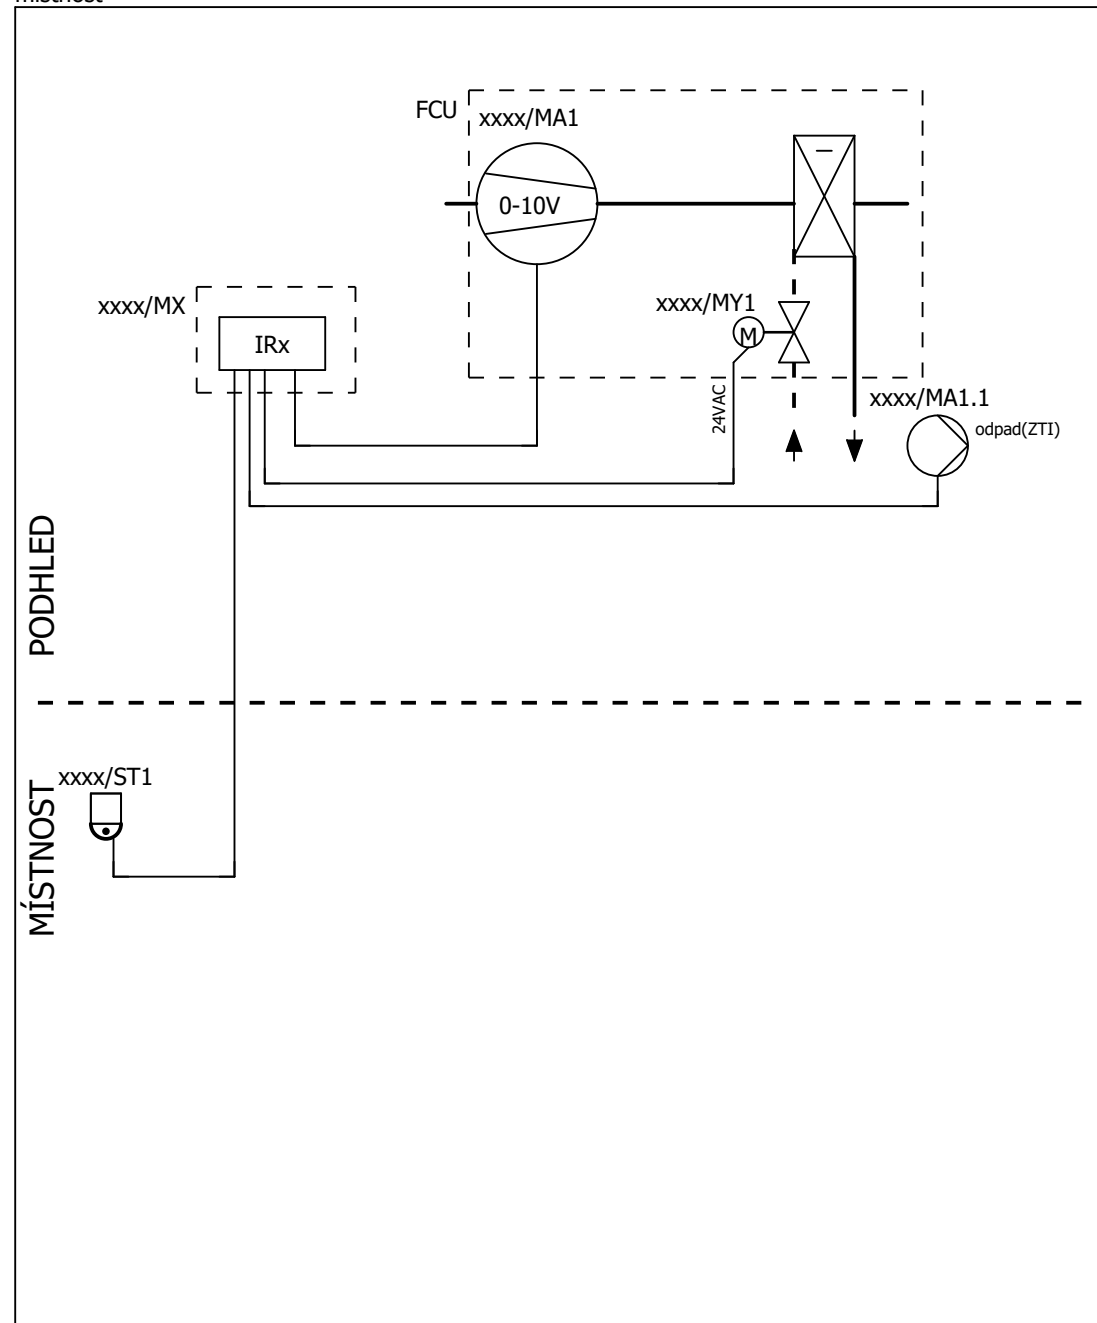 místnost
FCU
xxxx/MA1
0-10V
xxxx/MX
IRx
xxxx/MY1
M
24VAC
xxxx/MA1.1
odpad(ZTI)
PODHLED
xxxx/ST1
MÍSTNOST